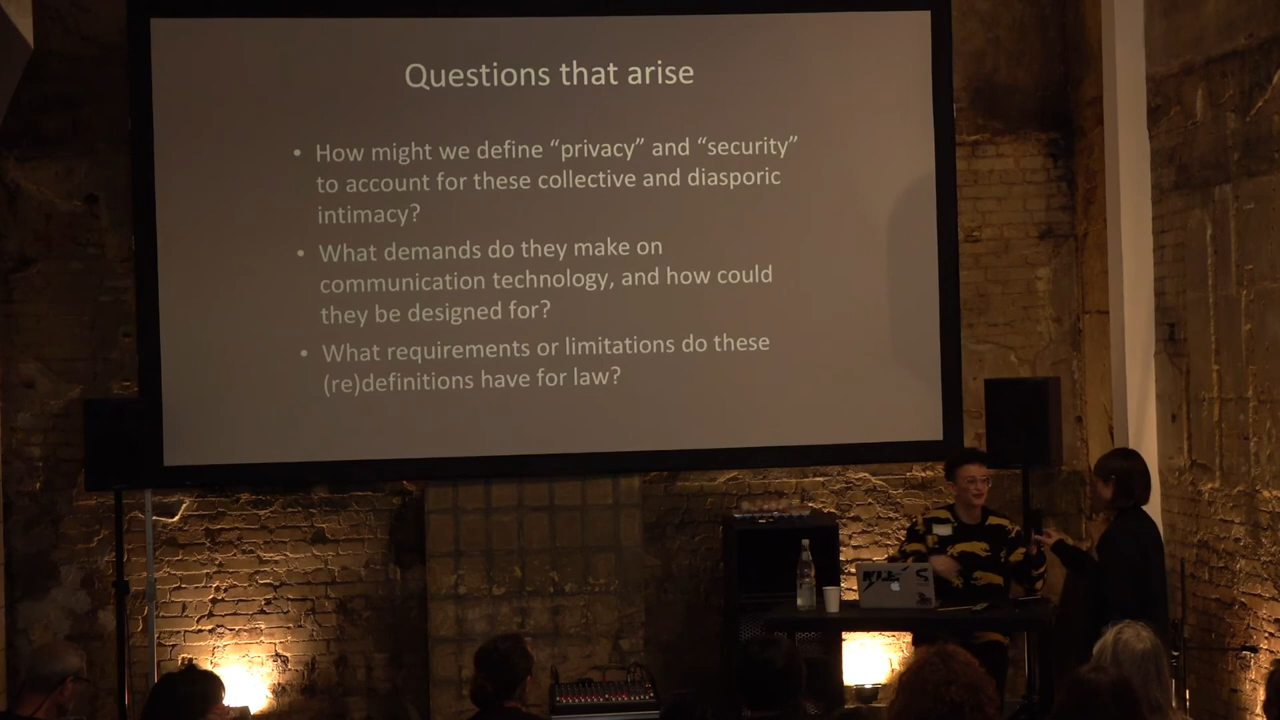 Questions that arise
• How might we define “privacy” and “security”
to account for these collective and diasporic
intimacy?
• What demands do they make on
communication technology, and how could
they be designed for?
• What requirements or limitations do these
(re)definitions have for law?